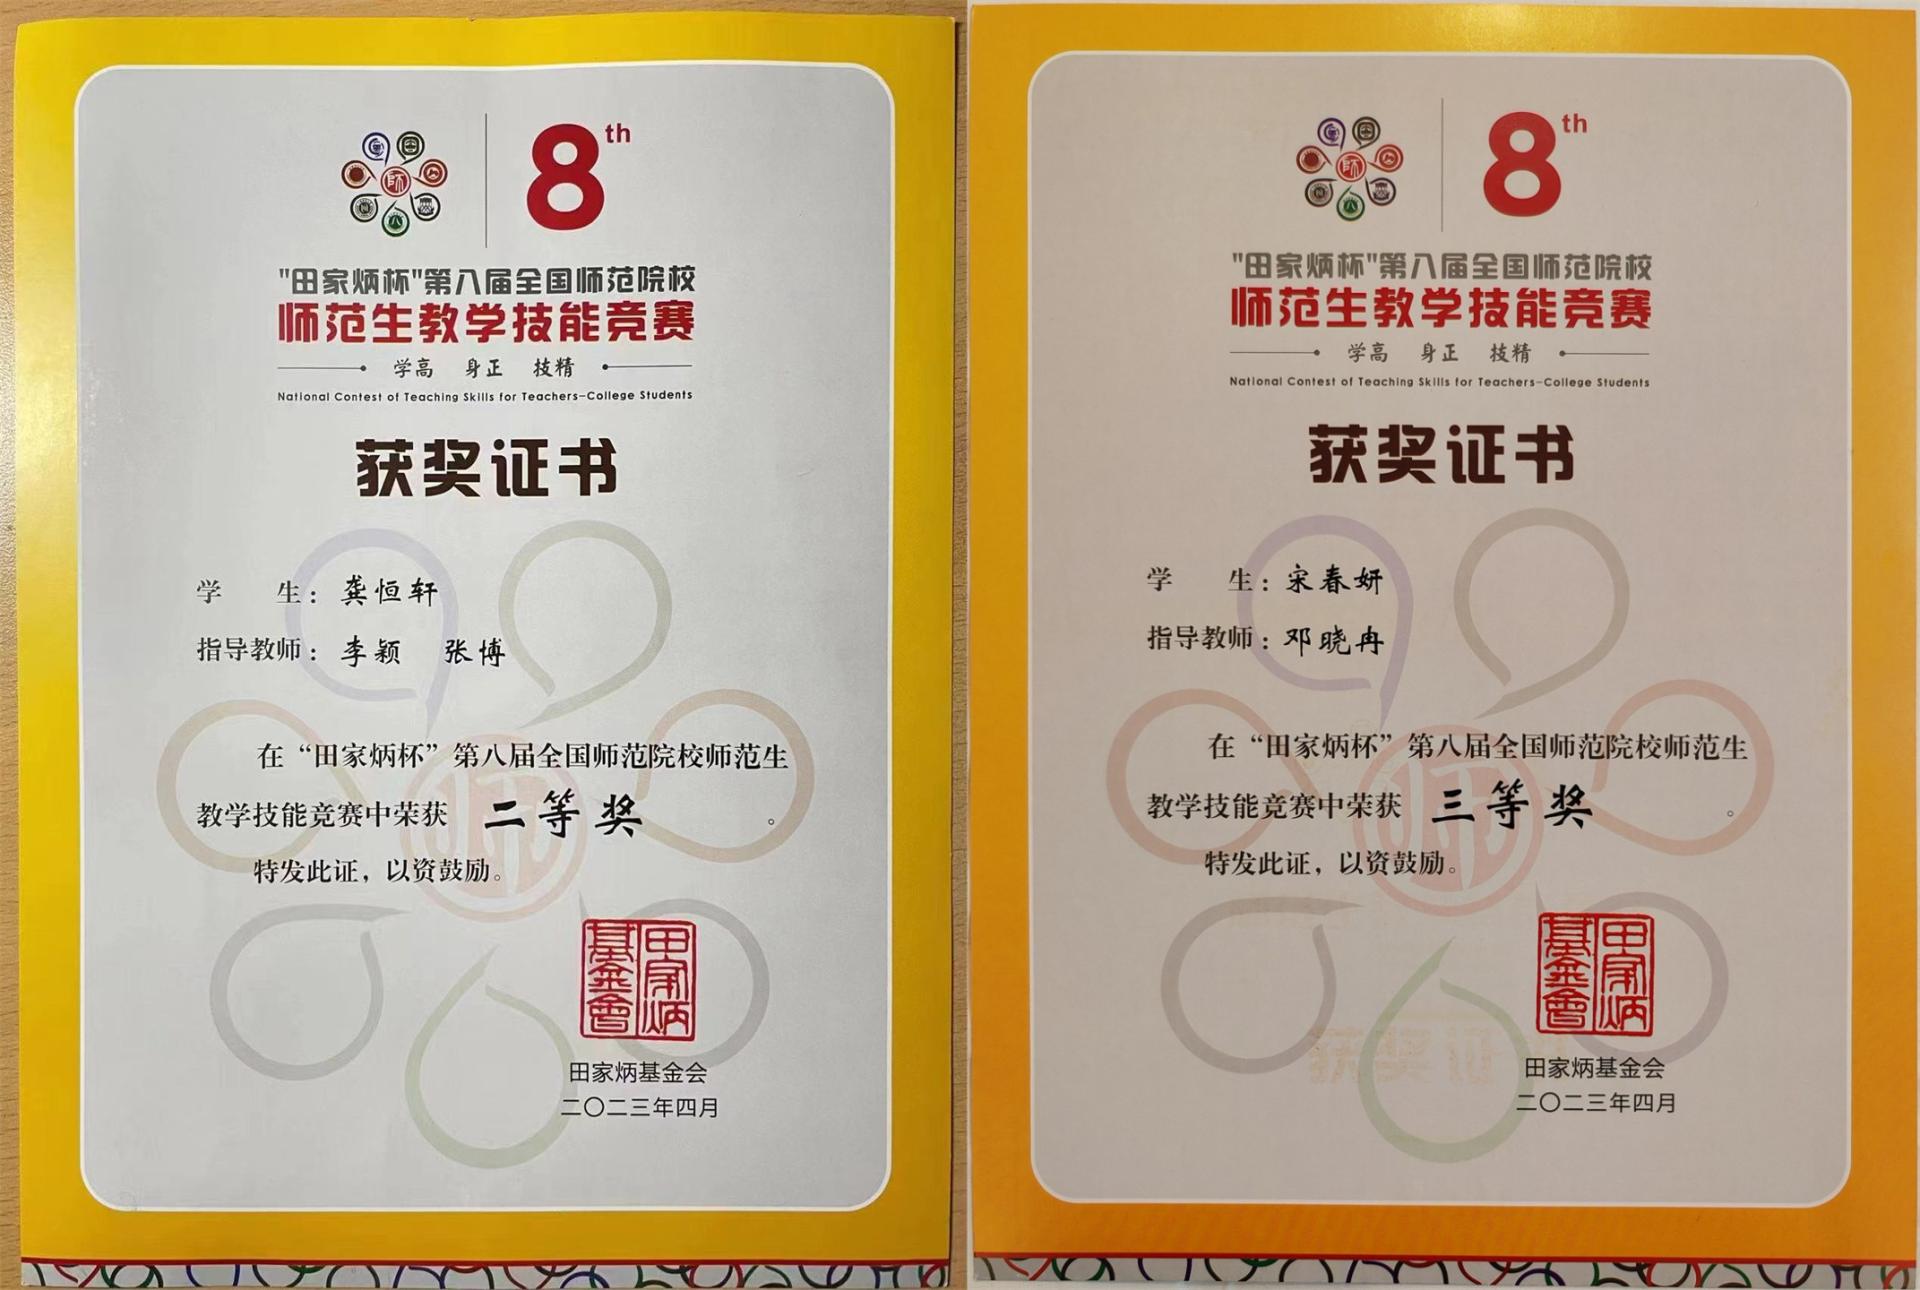 8th
"田家炳杯"第八届全国师范院校
师范生教学技能竞赛
学高 身正 技精
National Contest of Teaching Skills for Teachers-College Students
获奖证书
学 生：龚恒轩
指导教师：李颖 张博
在“田家炳杯”第八届全国师范院校师范生
教学技能竞赛中荣获 二等奖 。
特发此证，以资鼓励。
田家炳
基金會
田家炳基金会
二〇二三年四月
8th
"田家炳杯"第八届全国师范院校
师范生教学技能竞赛
学高 身正 技精
National Contest of Teaching Skills for Teachers-College Students
获奖证书
学 生：宋春妍
指导教师：邓晓冉
在“田家炳杯”第八届全国师范院校师范生
教学技能竞赛中荣获 三等奖 。
特发此证，以资鼓励。
田家炳
基金會
田家炳基金会
二〇二三年四月